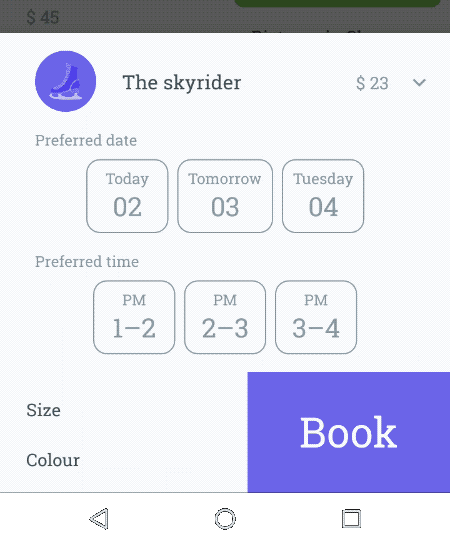 $ 45
The skyrider
$ 23
Preferred date
Today
02
Tomorrow
03
Tuesday
04
Preferred time
PM
1–2
PM
2–3
PM
3–4
Size
Colour
Book